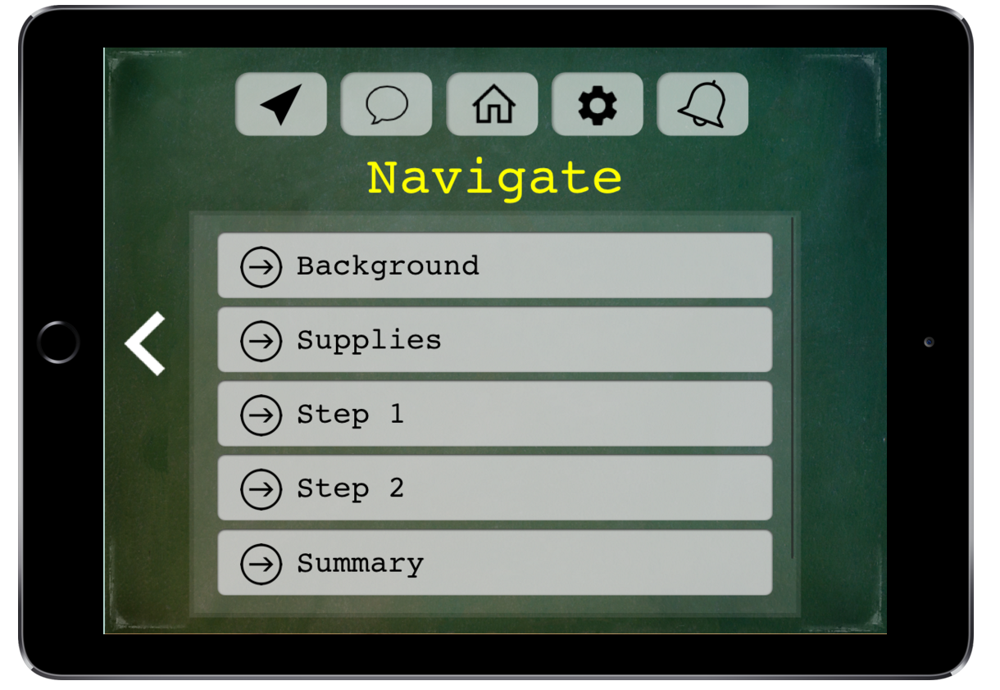 Navigate
Background
Supplies
Step 1
Step 2
Summary